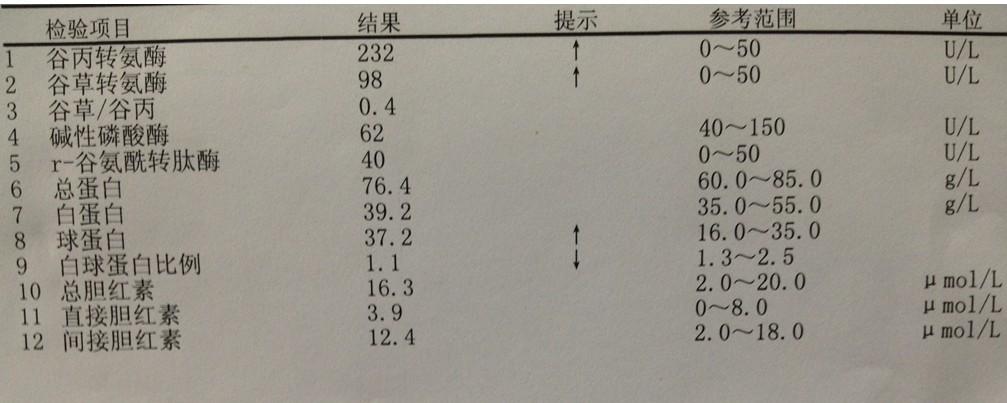 检验项目 结果 提示 参考范围 单位
1 谷丙转氨酶 232 ↑ 0～50 U/L
2 谷草转氨酶 98 ↑ 0～50 U/L
3 谷草/谷丙 0.4
4 碱性磷酸酶 62 40～150 U/L
5 r-谷氨酰转肽酶 40 0～50 U/L
6 总蛋白 76.4 60.0～85.0 g/L
7 白蛋白 39.2 35.0～55.0 g/L
8 球蛋白 37.2 ↑ 16.0～35.0
9 白球蛋白比例 1.1 ↓ 1.3～2.5
10 总胆红素 16.3 2.0～20.0 μmol/L
11 直接胆红素 3.9 0～8.0 μmol/L
12 间接胆红素 12.4 2.0～18.0 μmol/L